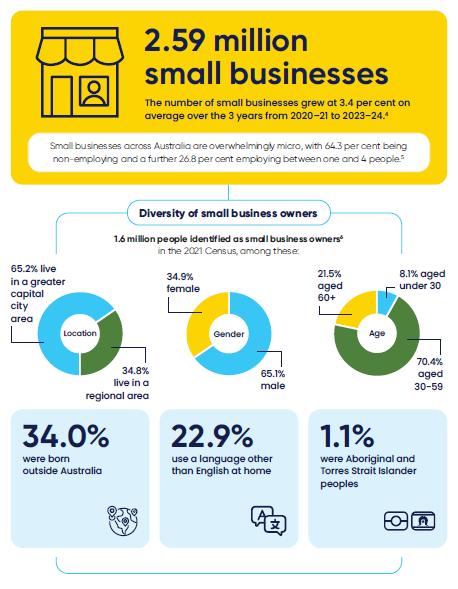 2.59 million
small businesses
The number of small businesses grew at 3.4 per cent on
average over the 3 years from 2020–21 to 2023–24.⁴
Small businesses across Australia are overwhelmingly micro, with 64.3 per cent being
non-employing and a further 26.8 per cent employing between one and 4 people.⁵
Diversity of small business owners
1.6 million people identified as small business owners⁶
in the 2021 Census, among these:
65.2% live
in a greater
capital
city
area
Location
34.8%
live in a
regional area
34.9%
female
Gender
65.1%
male
21.5%
aged
60+
8.1% aged
under 30
Age
70.4%
aged
30–59
34.0%
were born
outside Australia
22.9%
use a language other
than English at home
A
文
1.1%
were Aboriginal and
Torres Strait Islander
peoples